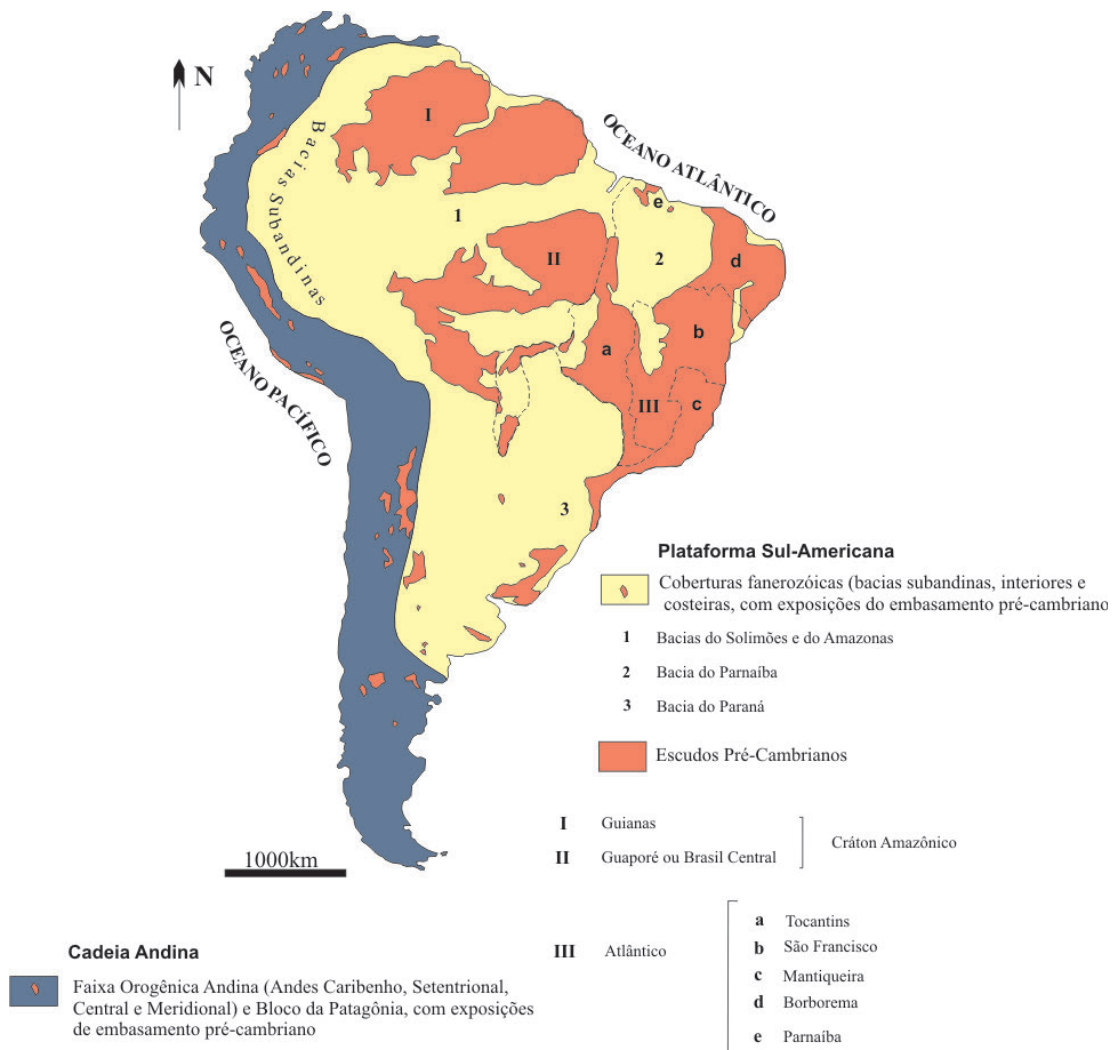 N
I
OCEANO ATLÂNTICO
Bacias Subandinas
e
1
II
2
d
b
a
OCEANO PACÍFICO
III
c
3
Plataforma Sul-Americana
Coberturas fanerozóicas (bacias subandinas, interiores e
costeiras, com exposições do embasamento pré-cambriano
1 Bacias do Solimões e do Amazonas
2 Bacia do Parnaíba
3 Bacia do Paraná
Escudos Pré-Cambrianos
I Guianas
II Guaporé ou Brasil Central
Cráton Amazônico
1000km
III Atlântico
a Tocantins
b São Francisco
c Mantiqueira
d Borborema
e Parnaíba
Cadeia Andina
Faixa Orogênica Andina (Andes Caribenho, Setentrional,
Central e Meridional) e Bloco da Patagônia, com exposições
de embasamento pré-cambriano